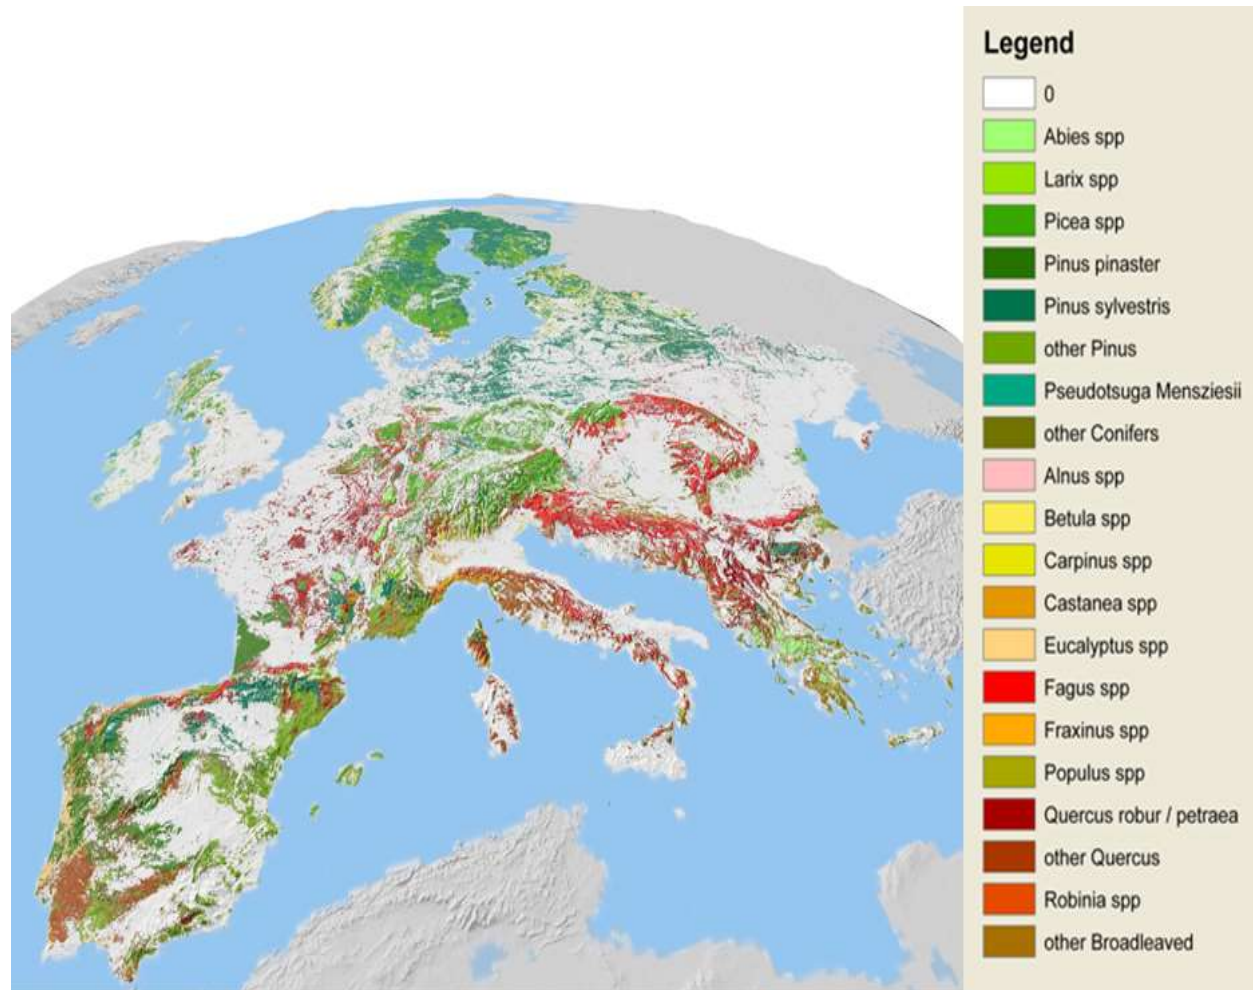 Legend
0
Abies spp
Larix spp
Picea spp
Pinus pinaster
Pinus sylvestris
other Pinus
Pseudotsuga Mensziesii
other Conifers
Alnus spp
Betula spp
Carpinus spp
Castanea spp
Eucalyptus spp
Fagus spp
Fraxinus spp
Populus spp
Quercus robur / petraea
other Quercus
Robinia spp
other Broadleaved